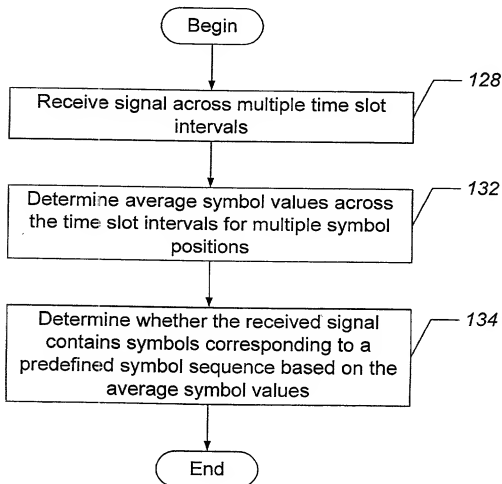 Begin
128
Receive signal across multiple time slot
intervals
132
Determine average symbol values across
the time slot intervals for multiple symbol
positions
134
Determine whether the received signal
contains symbols corresponding to a
predefined symbol sequence based on the
average symbol values
End